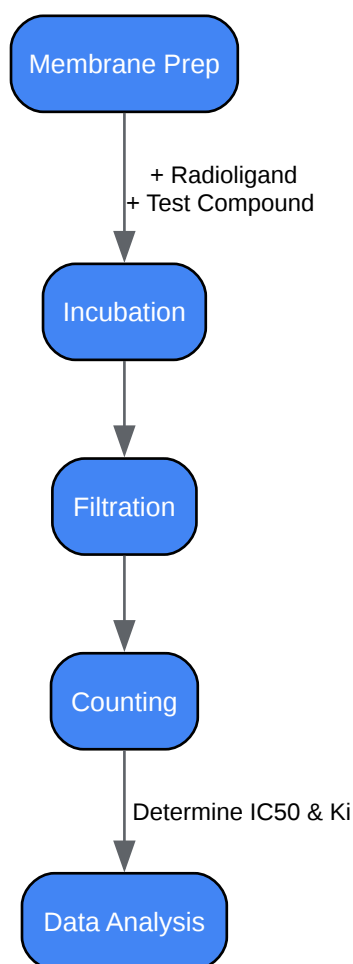 Membrane Prep
+ Radioligand
+ Test Compound
Incubation
Filtration
Counting
Determine IC50 & Ki
Data Analysis